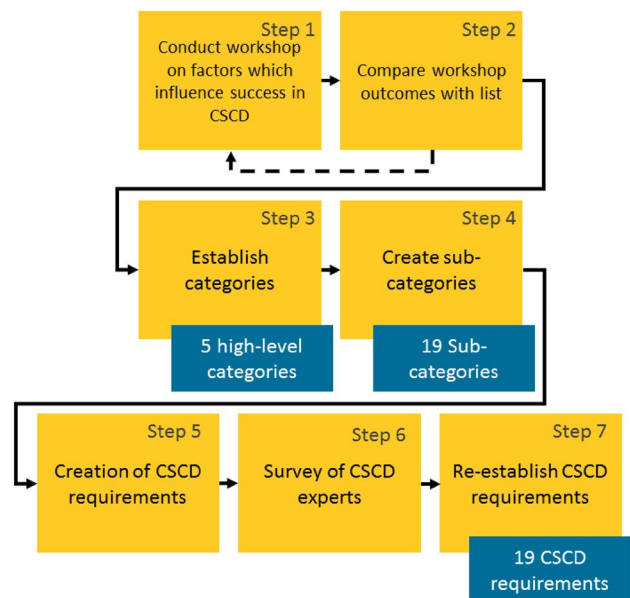 Step 1
Conduct workshop
on factors which
influence success in
CSCD
Step 2
Compare workshop
outcomes with list
Step 3
Establish
categories
5 high-level
categories
Step 4
Create sub-
categories
19 Sub-
categories
Step 5
Creation of CSCD
requirements
Step 6
Survey of CSCD
experts
Step 7
Re-establish CSCD
requirements
19 CSCD
requirements